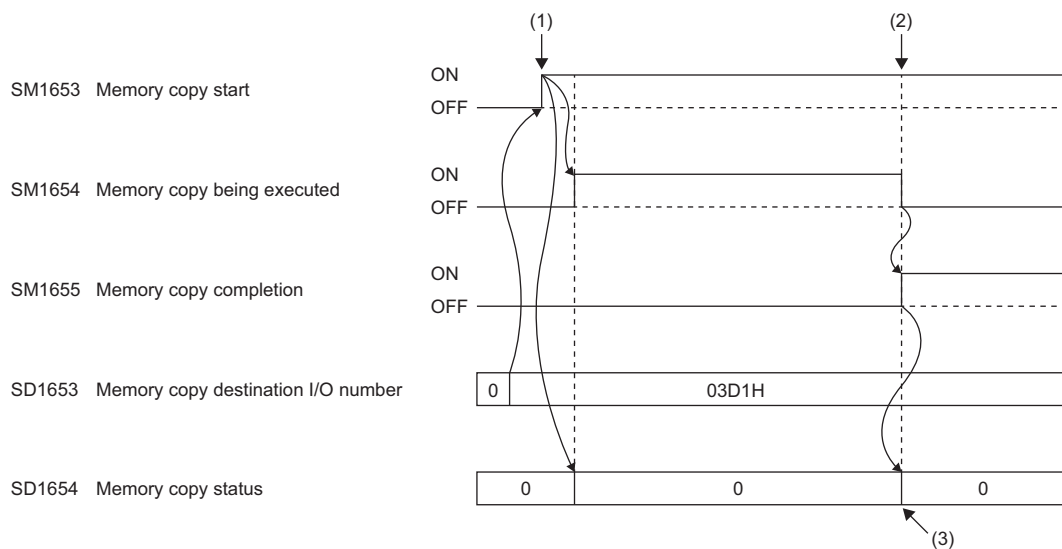 (1) (2)
SM1653 Memory copy start ON
OFF
SM1654 Memory copy being executed ON
OFF
SM1655 Memory copy completion ON
OFF
SD1653 Memory copy destination I/O number 0 03D1H
SD1654 Memory copy status 0 0 0
(3)